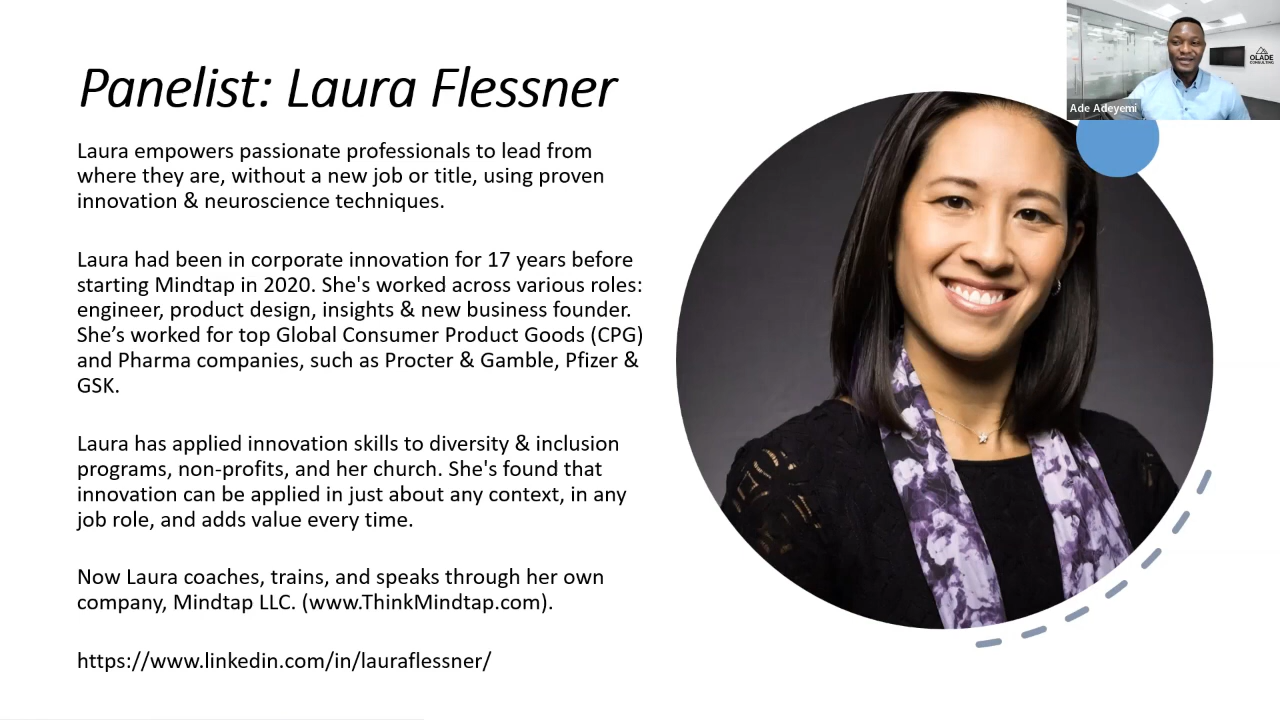 Panelist: Laura Flessner
Laura empowers passionate professionals to lead from
where they are, without a new job or title, using proven
innovation & neuroscience techniques.
Laura had been in corporate innovation for 17 years before
starting Mindtap in 2020. She's worked across various roles:
engineer, product design, insights & new business founder.
She’s worked for top Global Consumer Product Goods (CPG)
and Pharma companies, such as Procter & Gamble, Pfizer &
GSK.
Laura has applied innovation skills to diversity & inclusion
programs, non-profits, and her church. She's found that
innovation can be applied in just about any context, in any
job role, and adds value every time.
Now Laura coaches, trains, and speaks through her own
company, Mindtap LLC. (www.ThinkMindtap.com).
https://www.linkedin.com/in/lauraflessner/
OLADE
CONSULTING
Ade Adeyemi